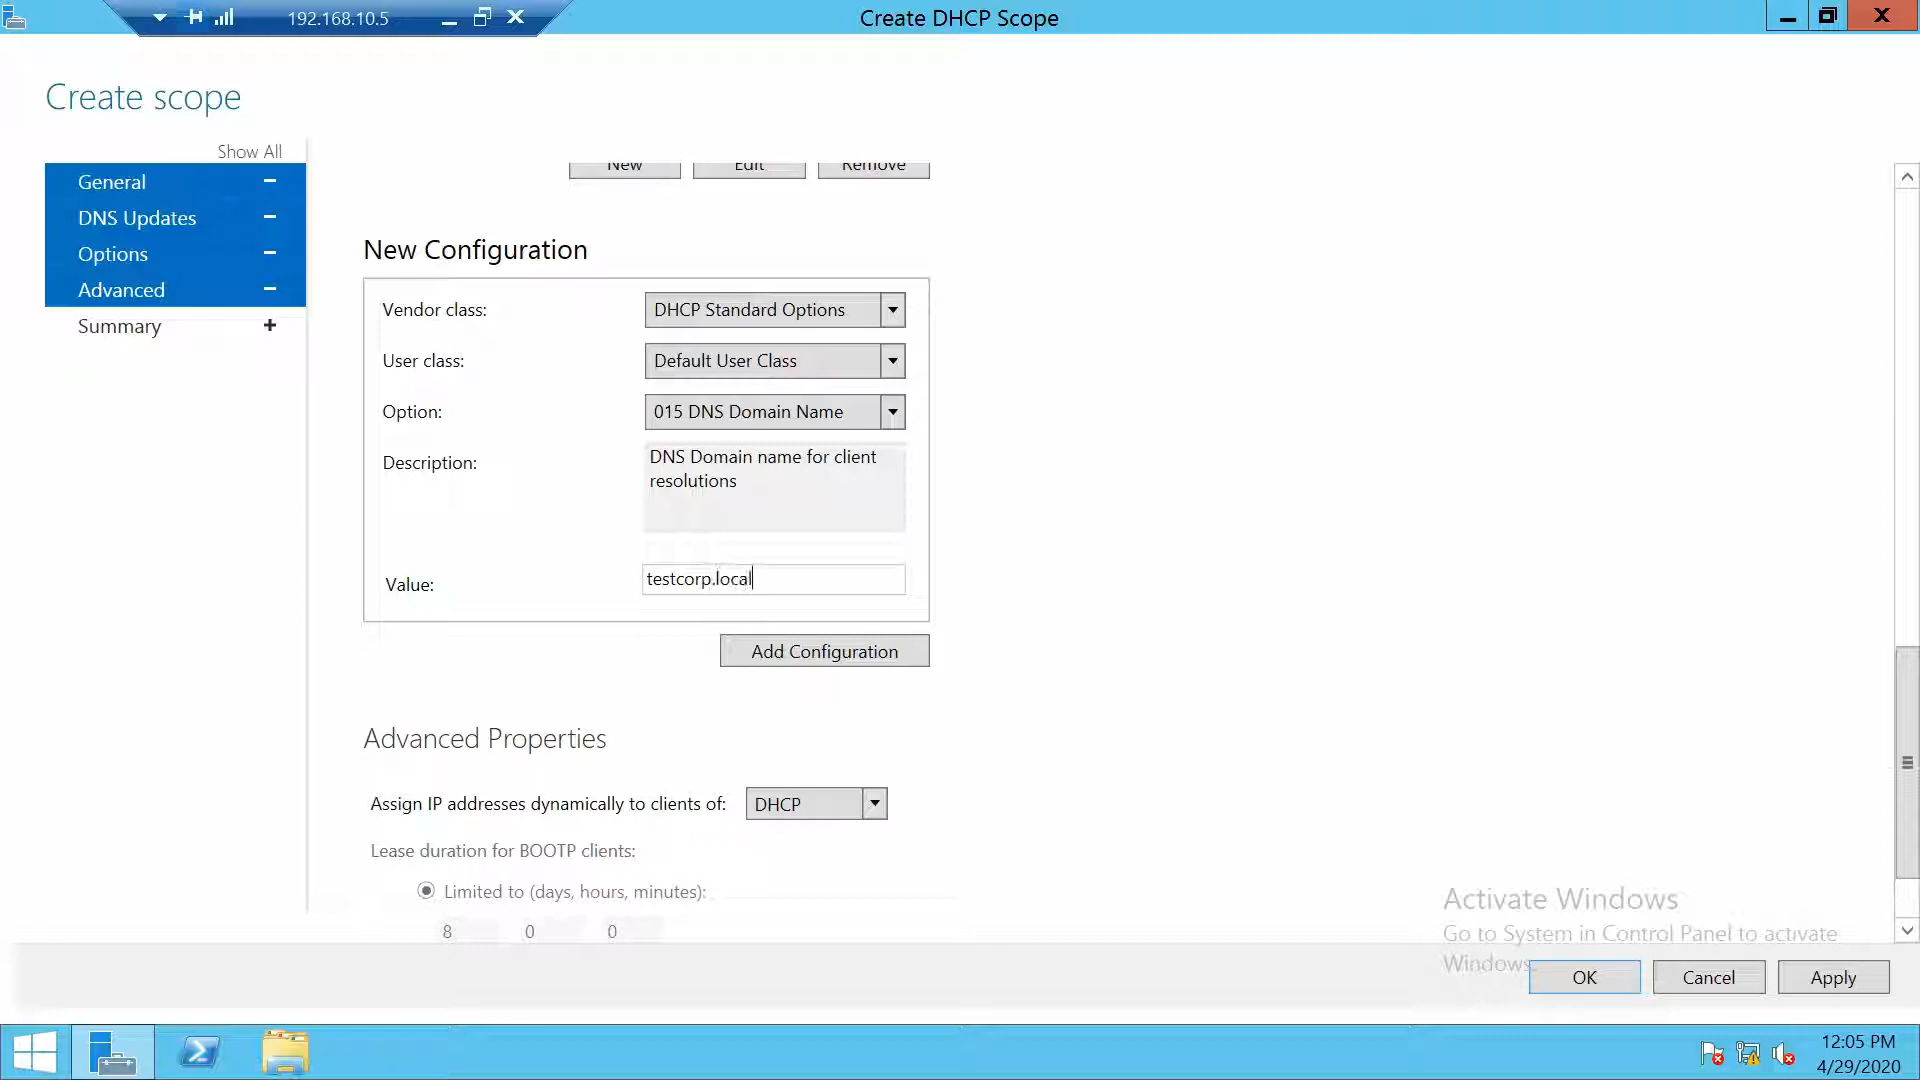 192.168.10.5
Create DHCP Scope
Create scope
Show All
General
DNS Updates
Options
Advanced
Summary
New
Edit
Remove
New Configuration
Vendor class:
DHCP Standard Options
User class:
Default User Class
Option:
015 DNS Domain Name
Description:
DNS Domain name for client
resolutions
Value:
testcorp.local
Add Configuration
Advanced Properties
Assign IP addresses dynamically to clients of:
DHCP
Lease duration for BOOTP clients:
Limited to (days, hours, minutes):
8 0 0
Activate Windows
Go to System in Control Panel to activate
Windows.
OK
Cancel
Apply
12:05 PM
4/29/2020